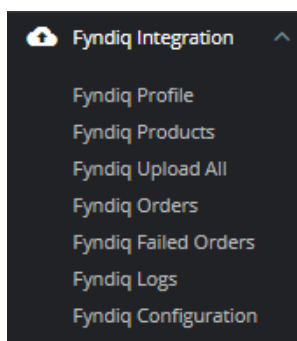 Fyndiq Integration
Fyndiq Profile
Fyndiq Products
Fyndiq Upload All
Fyndiq Orders
Fyndiq Failed Orders
Fyndiq Logs
Fyndiq Configuration